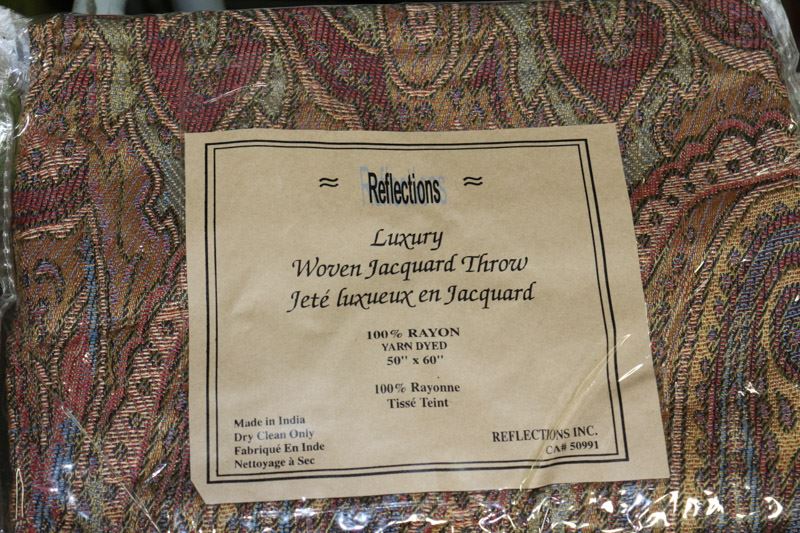 ≈ Reflections ≈
Luxury
Woven Jacquard Throw
Jeté luxueux en Jacquard
100% RAYON
YARN DYED
50" x 60"
100% Rayonne
Tissé Teint
Made in India
Dry Clean Only
Fabriqué En Inde
Nettoyage à Sec
REFLECTIONS INC.
CA# 50991